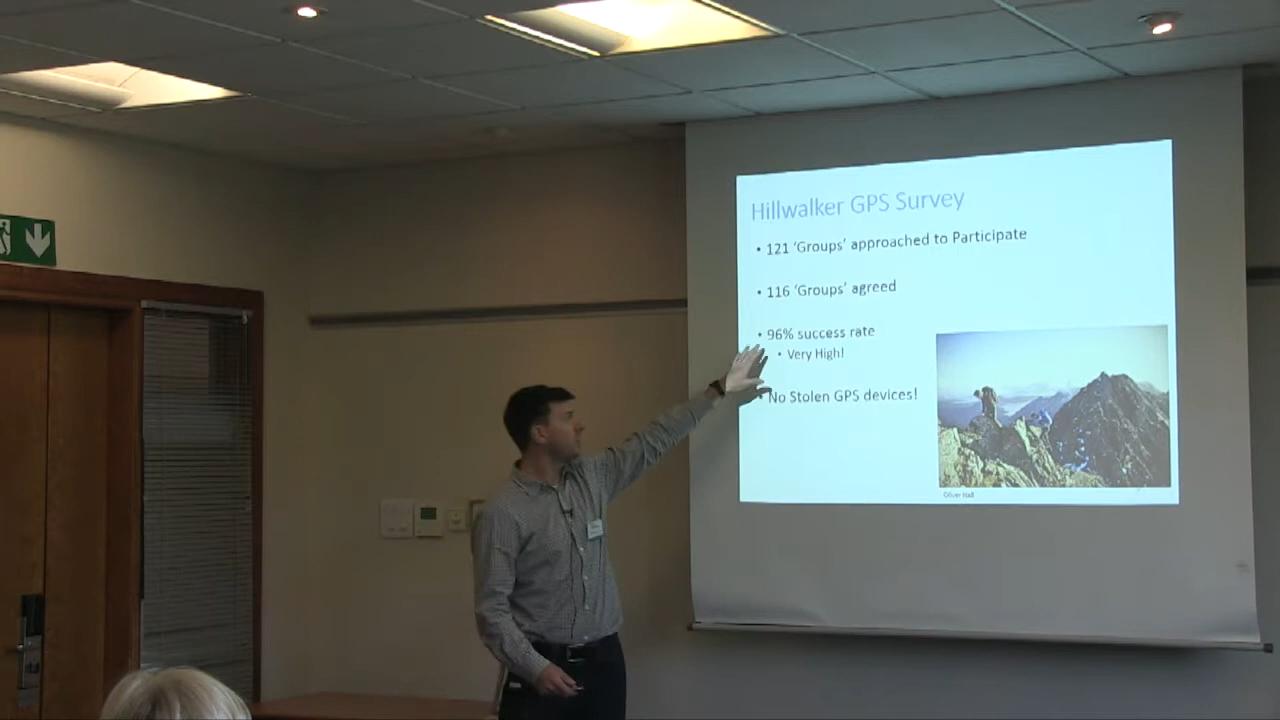 Hillwalker GPS Survey
• 121 'Groups' approached to Participate
• 116 'Groups' agreed
• 96% success rate
• Very High!
• No Stolen GPS devices!
Oliver Hall